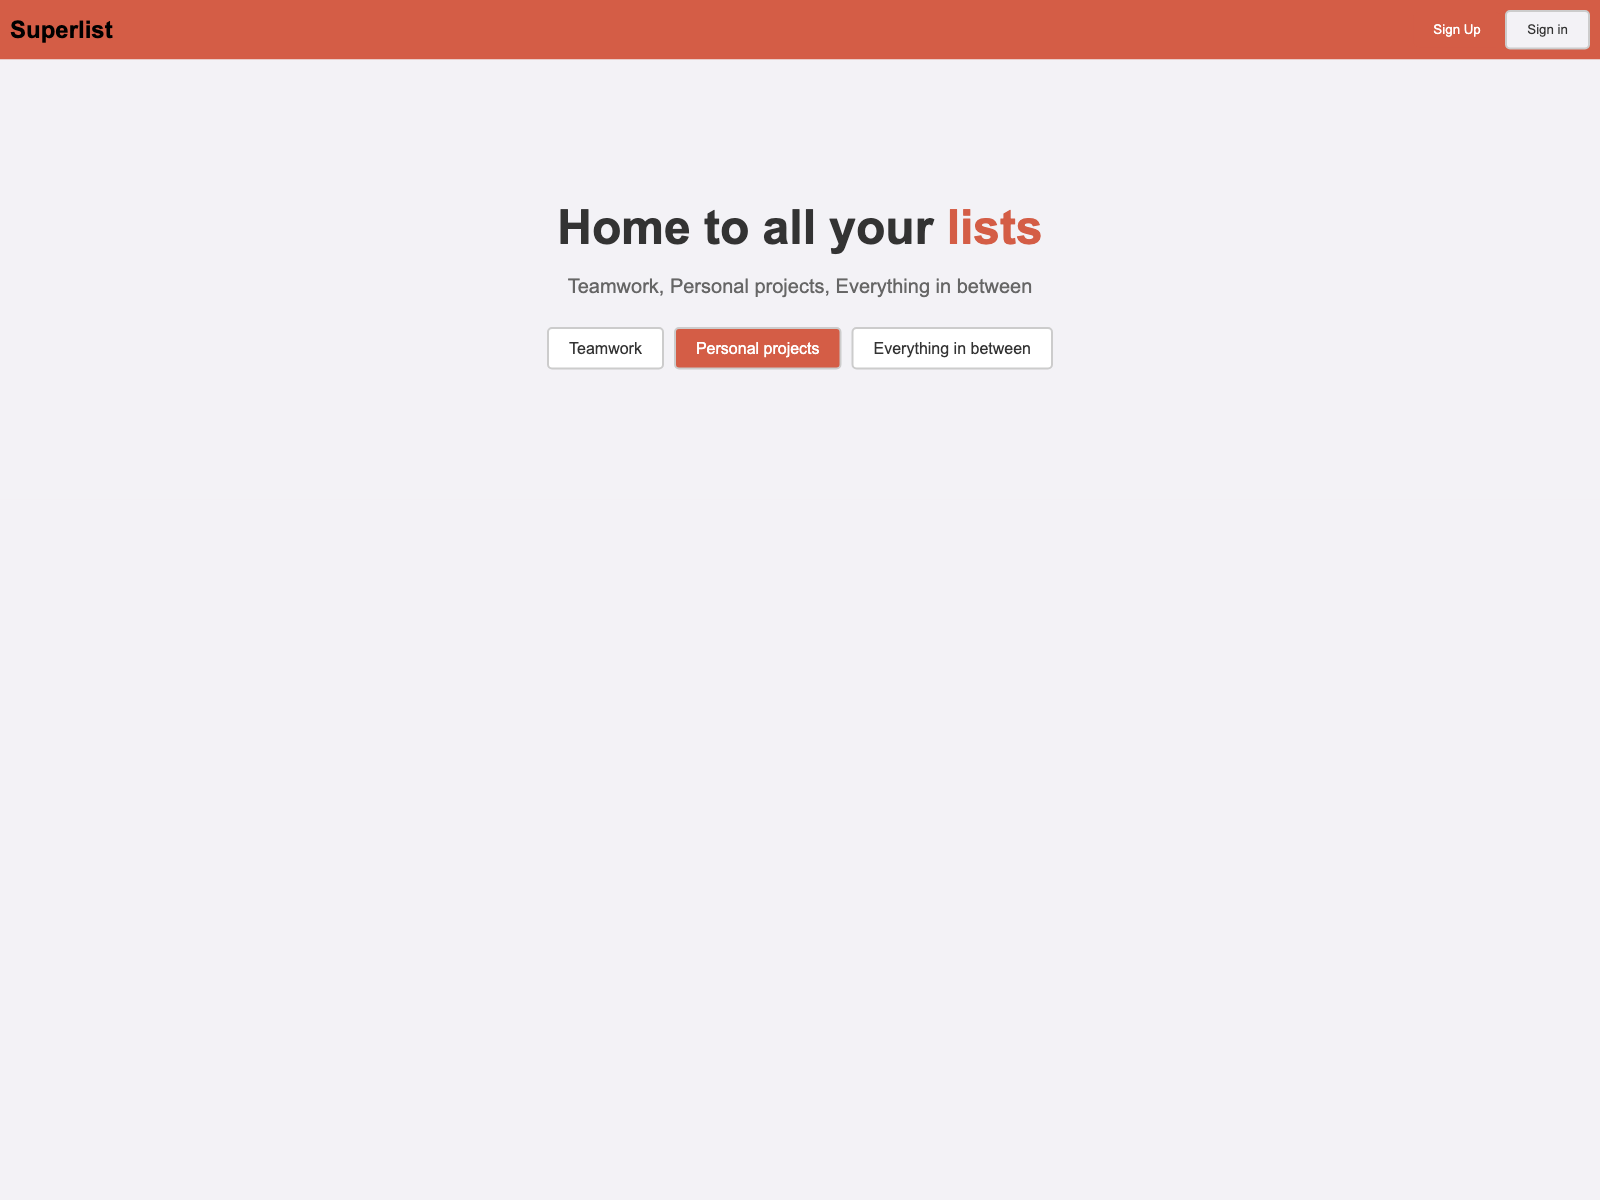 Superlist
Sign Up
Sign in
Home to all your lists
Teamwork, Personal projects, Everything in between
Teamwork
Personal projects
Everything in between